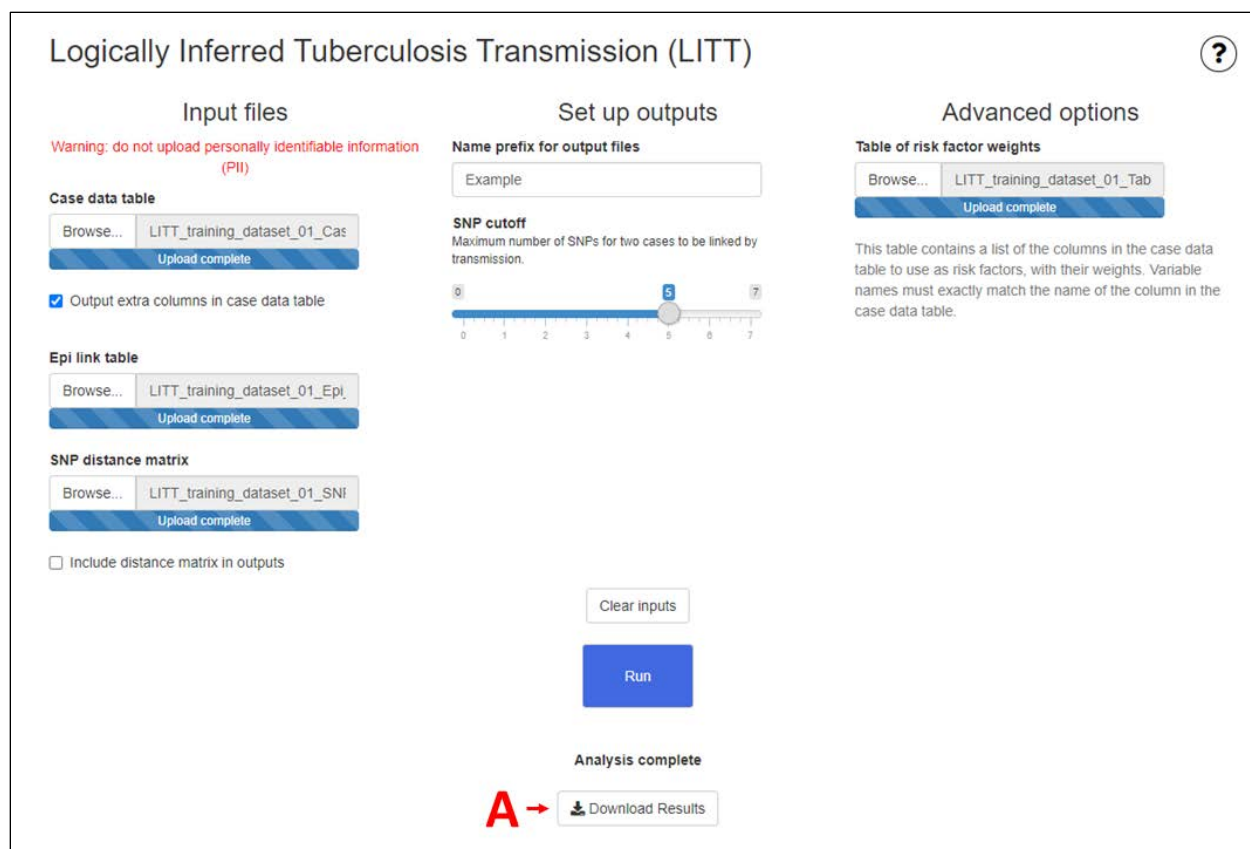 Logically Inferred Tuberculosis Transmission (LITT)
?
Input files
Warning: do not upload personally identifiable information
(PII)
Case data table
Browse... LITT_training_dataset_01_Cas
Upload complete
Output extra columns in case data table
Epi link table
Browse... LITT_training_dataset_01_Epi_
Upload complete
SNP distance matrix
Browse... LITT_training_dataset_01_SNI
Upload complete
Include distance matrix in outputs
Set up outputs
Name prefix for output files
Example
SNP cutoff
Maximum number of SNPs for two cases to be linked by
transmission.
0 5 7
0 1 2 3 4 5 6 7
Advanced options
Table of risk factor weights
Browse... LITT_training_dataset_01_Tab
Upload complete
This table contains a list of the columns in the case data
table to use as risk factors, with their weights. Variable
names must exactly match the name of the column in the
case data table.
Clear inputs
Run
Analysis complete
A
Download Results